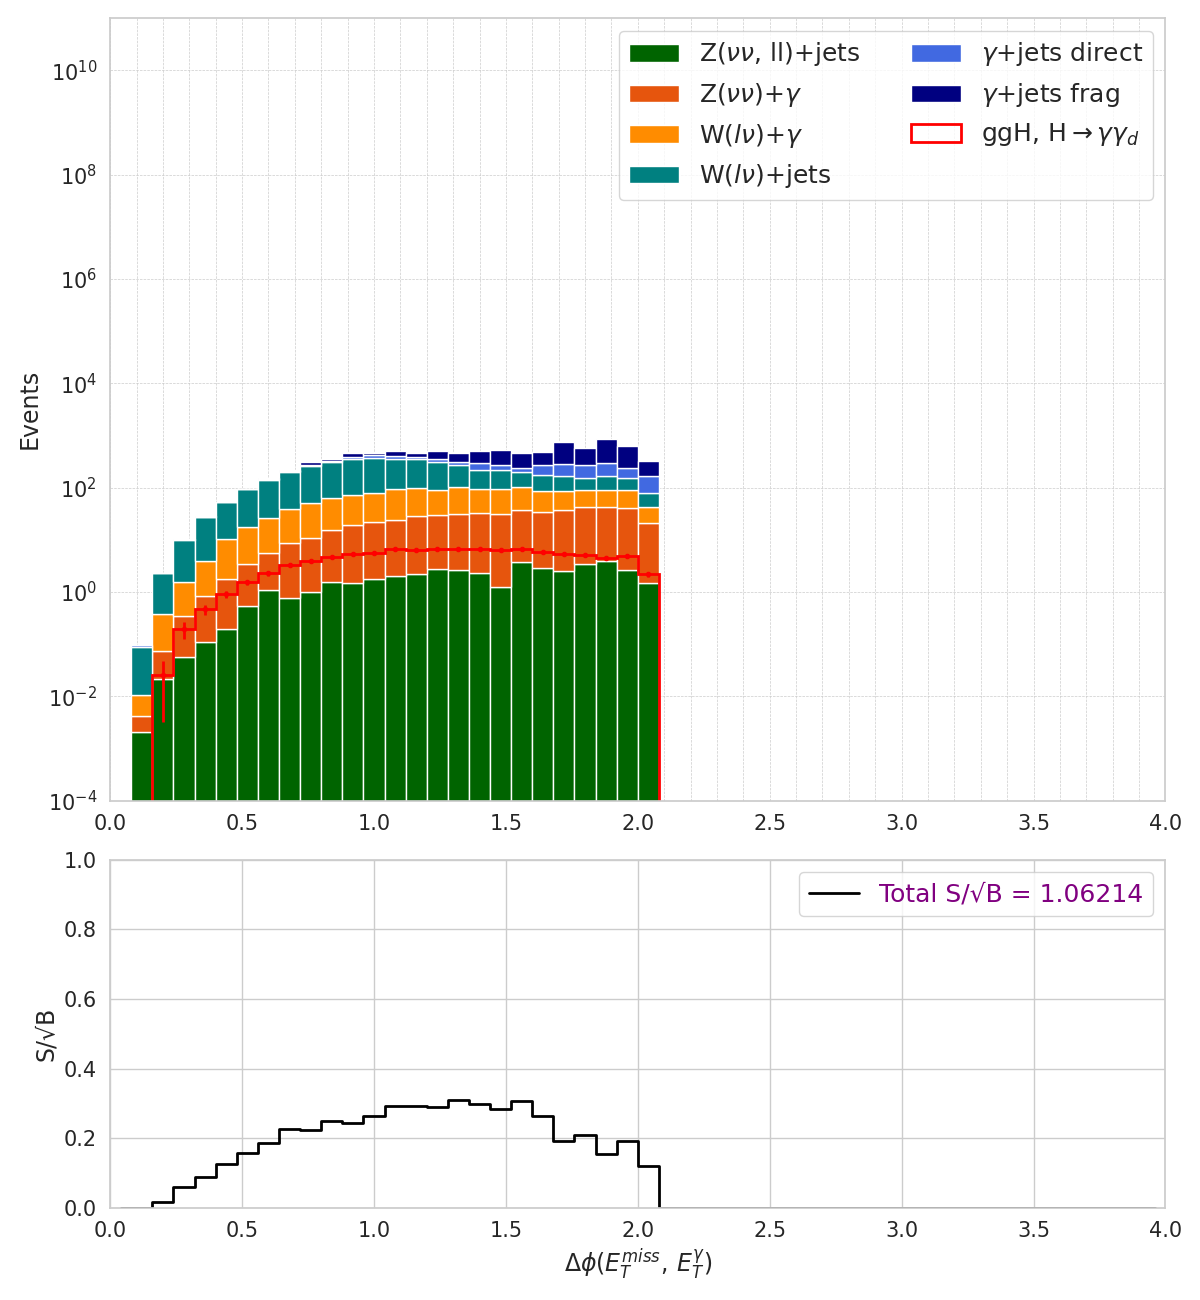 Z(νν, ll)+jets
Z(νν)+γ
W(lν)+γ
W(lν)+jets
γ+jets direct
γ+jets frag
ggH, H→γγ_d
Events
10^10
10^8
10^6
10^4
10^2
10^0
10^−2
10^−4
0.0 0.5 1.0 1.5 2.0 2.5 3.0 3.5 4.0
Total S/√B = 1.06214
S/√B
1.0
0.8
0.6
0.4
0.2
0.0
0.0 0.5 1.0 1.5 2.0 2.5 3.0 3.5 4.0
Δϕ(E_T^miss, E_T^γ)